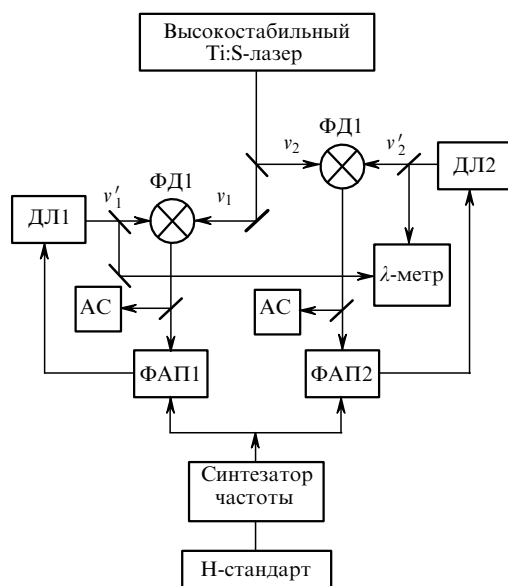 Высокостабильный
Ti:S-лазер
ФД1
ν₂
ν′₂
ДЛ2
ФД1
ν′₁
ν₁
ДЛ1
λ-метр
АС
АС
ФАП1
ФАП2
Синтезатор
частоты
Н-стандарт